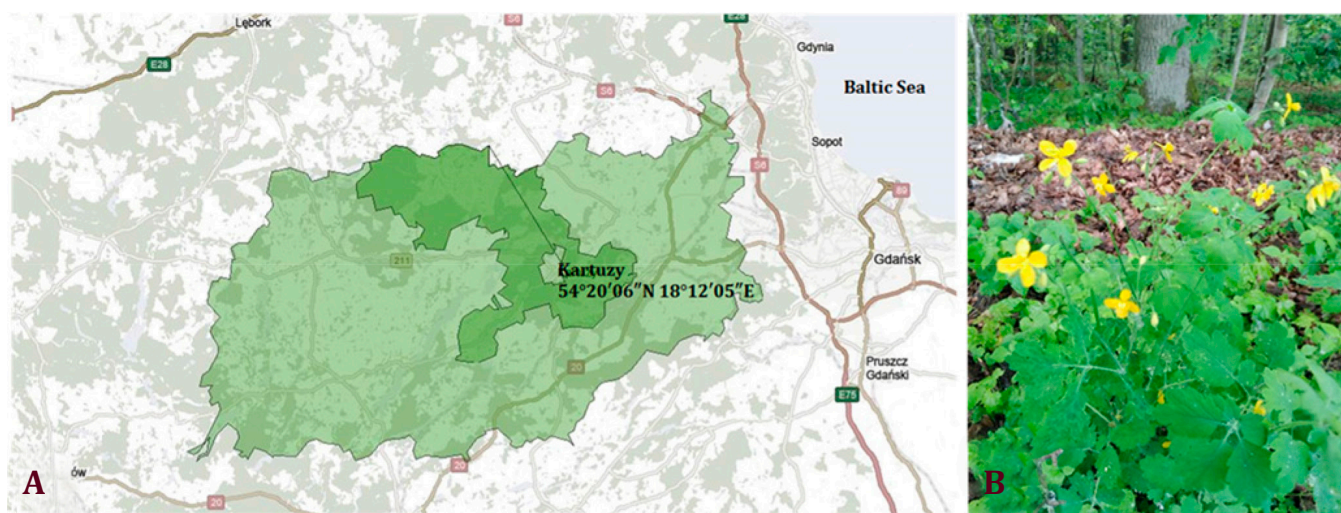 S6
E28
Lębork
Gdynia
E28
S6
Baltic Sea
Sopot
S6
89
211
Kartuzy
54°20′06″N 18°12′05″E
Gdańsk
20
Pruszcz
Gdański
E75
20
ów
20
A
B